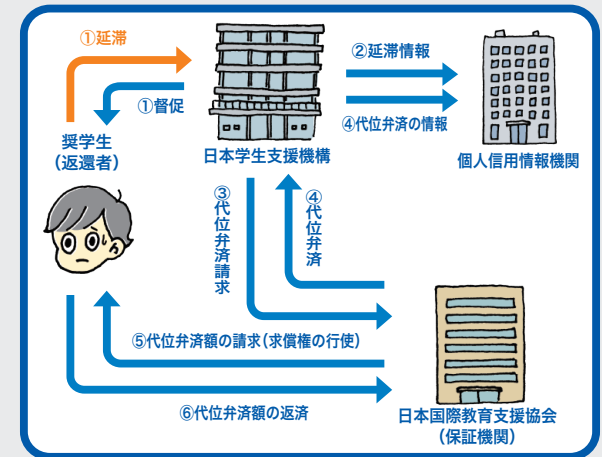 ①延滞
①督促
②延滞情報
④代位弁済の情報
奨学生
(返還者)
日本学生支援機構
個人信用情報機関
③代位弁済請求
④代位弁済
⑤代位弁済額の請求(求償権の行使)
⑥代位弁済額の返済
日本国際教育支援協会
(保証機関)